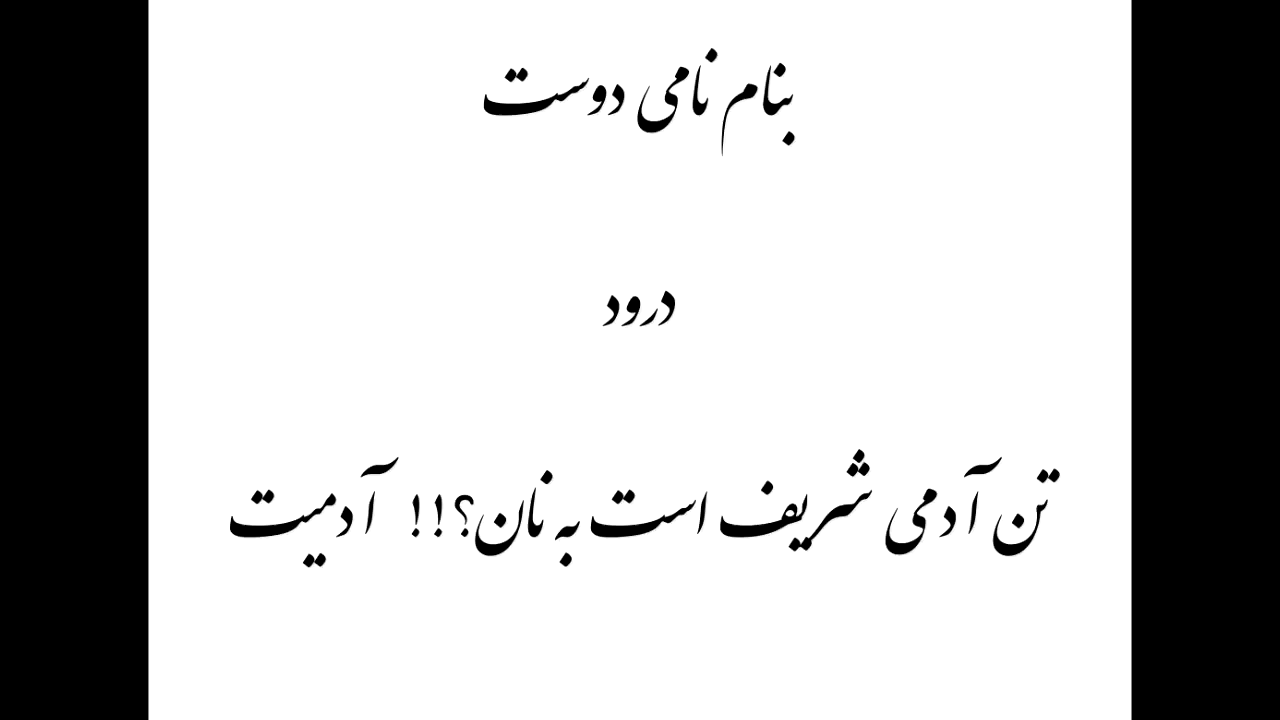 بنام نامی دوست
درود
تن آدمی شریف است به نان؟!! آدمیت